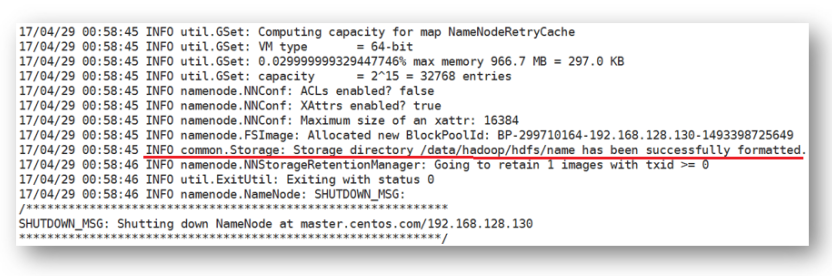 17/04/29 00:58:45 INFO util.GSet: Computing capacity for map NameNodeRetryCache
17/04/29 00:58:45 INFO util.GSet: VM type       = 64-bit
17/04/29 00:58:45 INFO util.GSet: 0.029999999329447746% max memory 966.7 MB = 297.0 KB
17/04/29 00:58:45 INFO util.GSet: capacity      = 2^15 = 32768 entries
17/04/29 00:58:45 INFO namenode.NNConf: ACLs enabled? false
17/04/29 00:58:45 INFO namenode.NNConf: XAttrs enabled? true
17/04/29 00:58:45 INFO namenode.NNConf: Maximum size of an xattr: 16384
17/04/29 00:58:45 INFO namenode.FSImage: Allocated new BlockPoolId: BP-299710164-192.168.128.130-1493398725649
17/04/29 00:58:45 INFO common.Storage: Storage directory /data/hadoop/hdfs/name has been successfully formatted.
17/04/29 00:58:46 INFO namenode.NNStorageRetentionManager: Going to retain 1 images with txid >= 0
17/04/29 00:58:46 INFO util.ExitUtil: Exiting with status 0
17/04/29 00:58:46 INFO namenode.NameNode: SHUTDOWN_MSG:
/************************************************************
SHUTDOWN_MSG: Shutting down NameNode at master.centos.com/192.168.128.130
************************************************************/